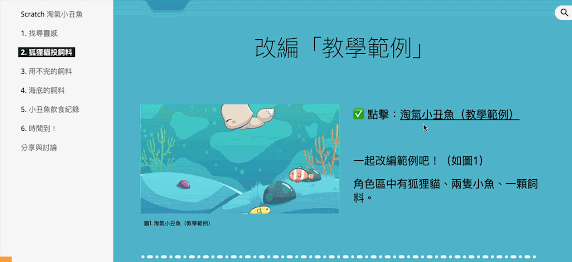 Scratch 淘氣小丑魚
1. 找尋靈感
2. 狐狸貓投飼料
3. 用不完的飼料
4. 海底的飼料
5. 小丑魚飲食紀錄
6. 時間到！
分享與討論
改編「教學範例」
✅ 點擊：淘氣小丑魚（教學範例）
一起改編範例吧！（如圖1）
角色區中有狐狸貓、兩隻小魚、一顆飼
料。
圖1 淘氣小丑魚（教學範例）